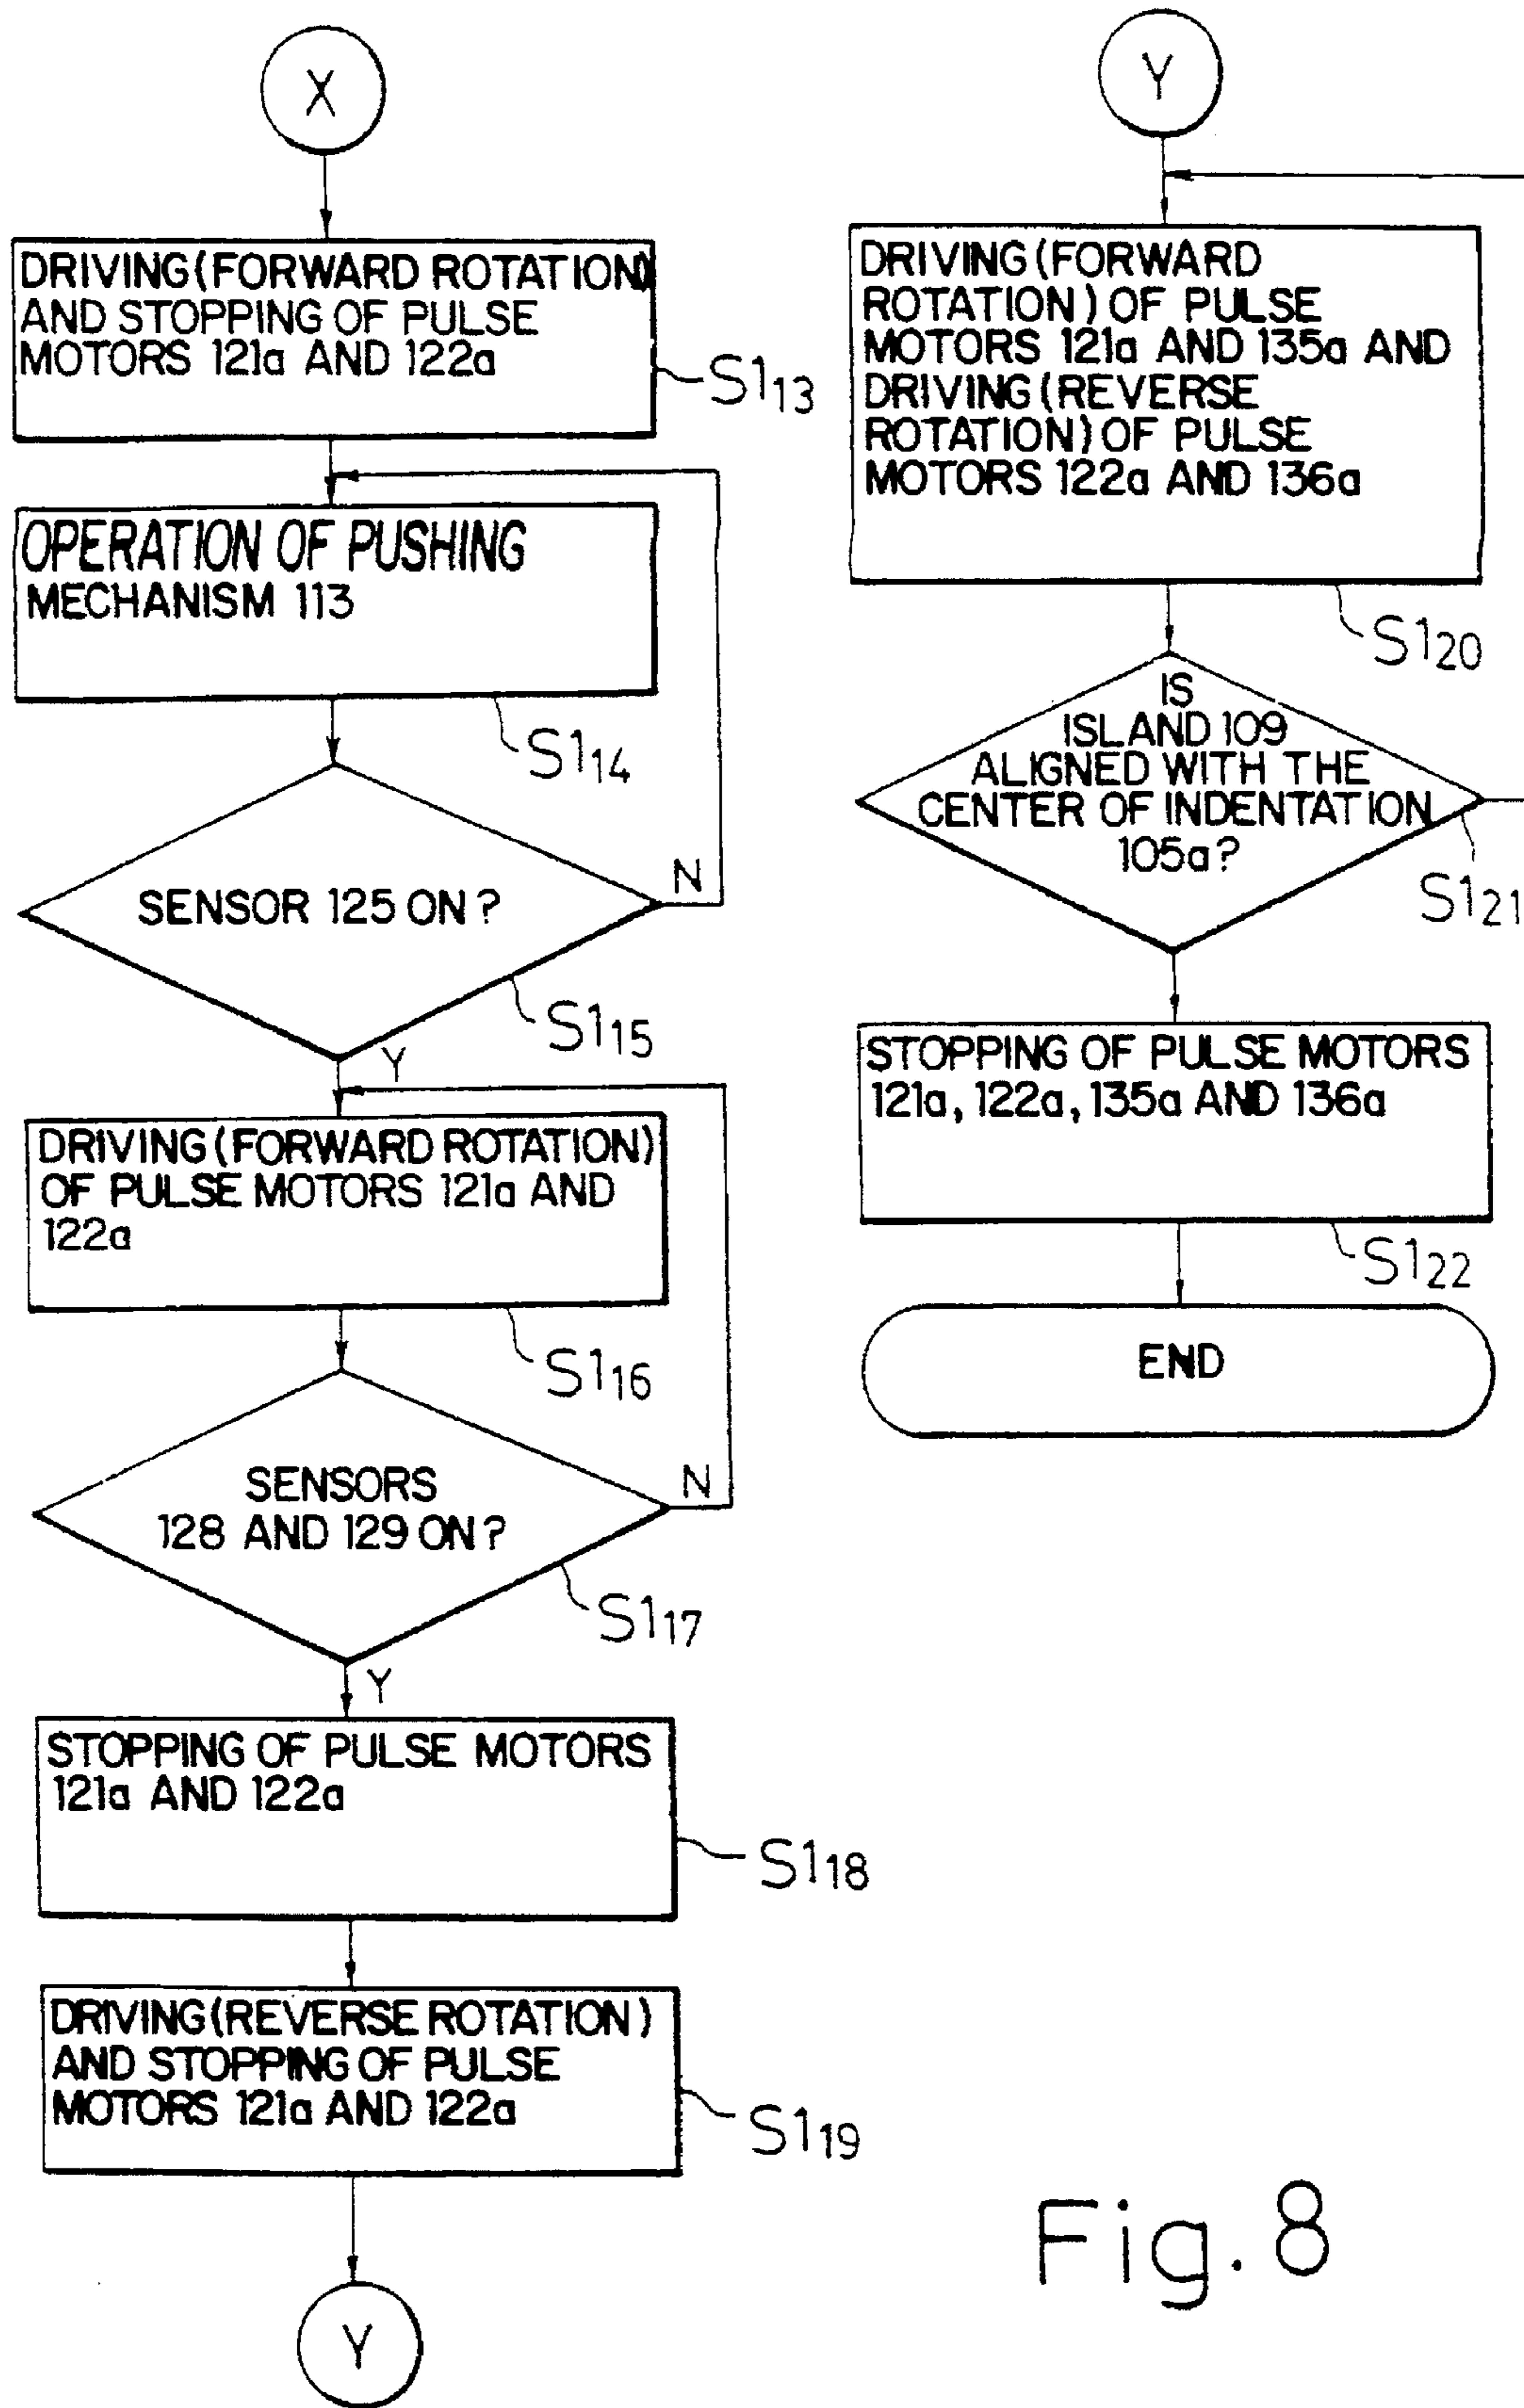 X
DRIVING (FORWARD ROTATION)
AND STOPPING OF PULSE
MOTORS 121a AND 122a
S113
OPERATION OF PUSHING
MECHANISM 113
S114
SENSOR 125 ON ?
N
S115
Y
DRIVING (FORWARD ROTATION)
OF PULSE MOTORS 121a AND
122a
S116
SENSORS
128 AND 129 ON ?
N
S117
Y
STOPPING OF PULSE MOTORS
121a AND 122a
S118
DRIVING (REVERSE ROTATION)
AND STOPPING OF PULSE
MOTORS 121a AND 122a
S119
Y
Y
DRIVING (FORWARD
ROTATION) OF PULSE
MOTORS 121a AND 135a AND
DRIVING (REVERSE
ROTATION) OF PULSE
MOTORS 122a AND 136a
S120
IS
ISLAND 109
ALIGNED WITH THE
CENTER OF INDENTATION
105a ?
S121
STOPPING OF PULSE MOTORS
121a, 122a, 135a AND 136a
S122
END
Fig. 8